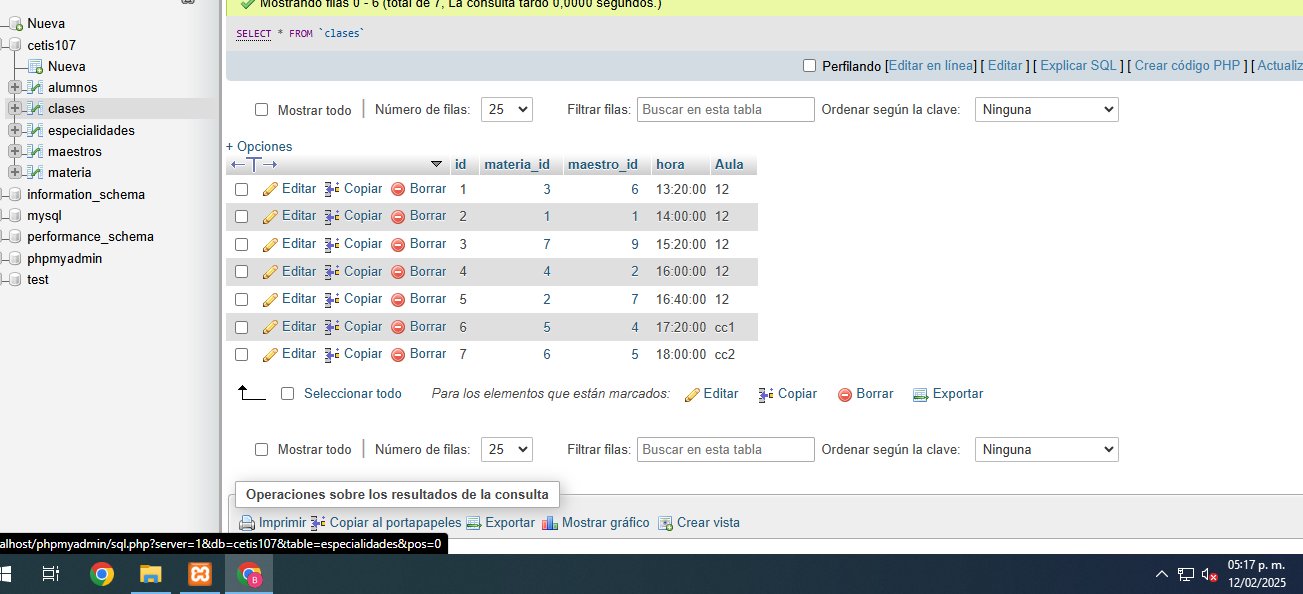 Nueva
cetis107
Nueva
alumnos
clases
especialidades
maestros
materia
information_schema
mysql
performance_schema
phpmyadmin
test
Mostrando filas 0 - 6 (total de 7, La consulta tardó 0,0000 segundos.)
SELECT * FROM `clases`
Perfilando [Editar en línea] [ Editar ] [ Explicar SQL ] [ Crear código PHP ] [ Actualiz
Mostrar todo Número de filas: 25 Filtrar filas: Buscar en esta tabla Ordenar según la clave: Ninguna
+ Opciones
←T→ id materia_id maestro_id hora Aula
Editar Copiar Borrar 1 3 6 13:20:00 12
Editar Copiar Borrar 2 1 1 14:00:00 12
Editar Copiar Borrar 3 7 9 15:20:00 12
Editar Copiar Borrar 4 4 2 16:00:00 12
Editar Copiar Borrar 5 2 7 16:40:00 12
Editar Copiar Borrar 6 5 4 17:20:00 cc1
Editar Copiar Borrar 7 6 5 18:00:00 cc2
Seleccionar todo Para los elementos que están marcados: Editar Copiar Borrar Exportar
Mostrar todo Número de filas: 25 Filtrar filas: Buscar en esta tabla Ordenar según la clave: Ninguna
Operaciones sobre los resultados de la consulta
Imprimir Copiar al portapapeles Exportar Mostrar gráfico Crear vista
alhost/phpmyadmin/sql.php?server=1&db=cetis107&table=especialidades&pos=0
B
05:17 p. m.
12/02/2025